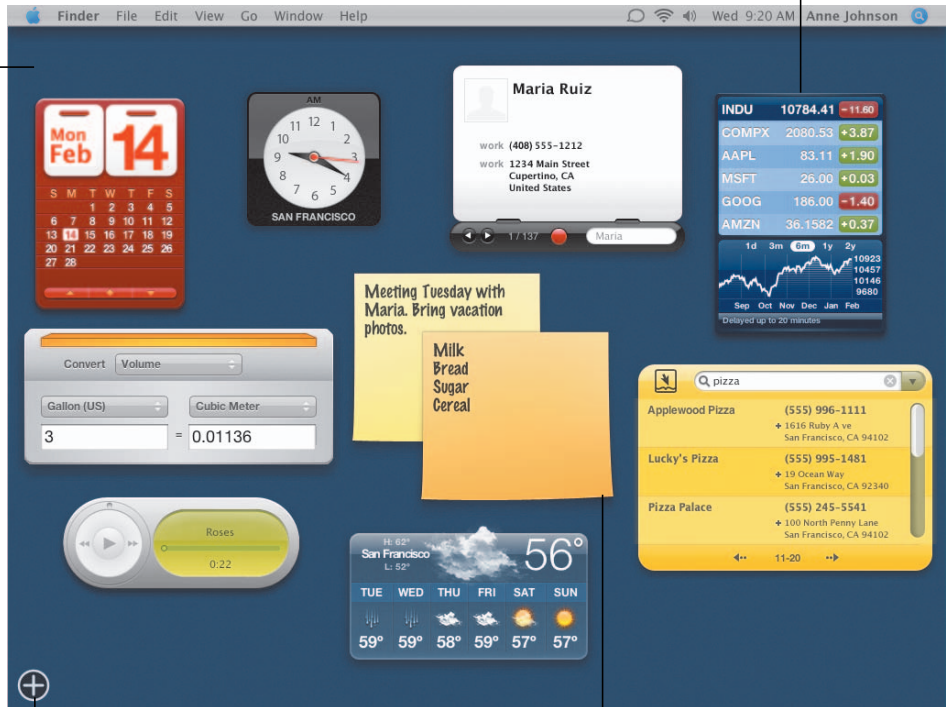 Finder File Edit View Go Window Help Wed 9:20 AM Anne Johnson
Mon
Feb
14
S M T W T F S
1 2 3 4 5
6 7 8 9 10 11 12
13 14 15 16 17 18 19
20 21 22 23 24 25 26
27 28
AM
12
11 1
10 2
9 3
8 4
7 6 5
SAN FRANCISCO
Maria Ruiz
work (408) 555-1212
work 1234 Main Street
Cupertino, CA
United States
1 / 137 Maria
INDU 10784.41 -11.60
COMPX 2080.53 +3.87
AAPL 83.11 +1.90
MSFT 26.00 +0.03
GOOG 186.00 -1.40
AMZN 36.1582 +0.37
1d 3m 6m 1y 2y
10923
10457
10146
9680
Sep Oct Nov Dec Jan Feb
Delayed up to 20 minutes
Convert Volume
Gallon (US) Cubic Meter
3 = 0.01136
Meeting Tuesday with
Maria. Bring vacation
photos.
Milk
Bread
Sugar
Cereal
pizza
Applewood Pizza (555) 996-1111
+ 1616 Ruby A ve
San Francisco, CA 94102
Lucky's Pizza (555) 995-1481
+ 19 Ocean Way
San Francisco, CA 92340
Pizza Palace (555) 245-5541
+ 100 North Penny Lane
San Francisco, CA 94102
11-20
Roses
0:22
H: 62°
San Francisco
L: 52°
56°
TUE WED THU FRI SAT SUN
59° 59° 58° 59° 57° 57°